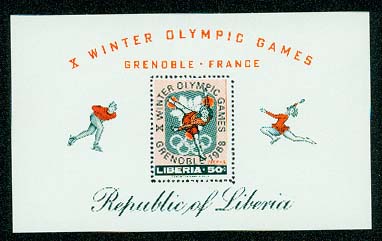 X WINTER OLYMPIC GAMES
GRENOBLE · FRANCE
X WINTER OLYMPIC GAMES
GRENOBLE 1968
LIBERIA · 50¢
Republic of Liberia